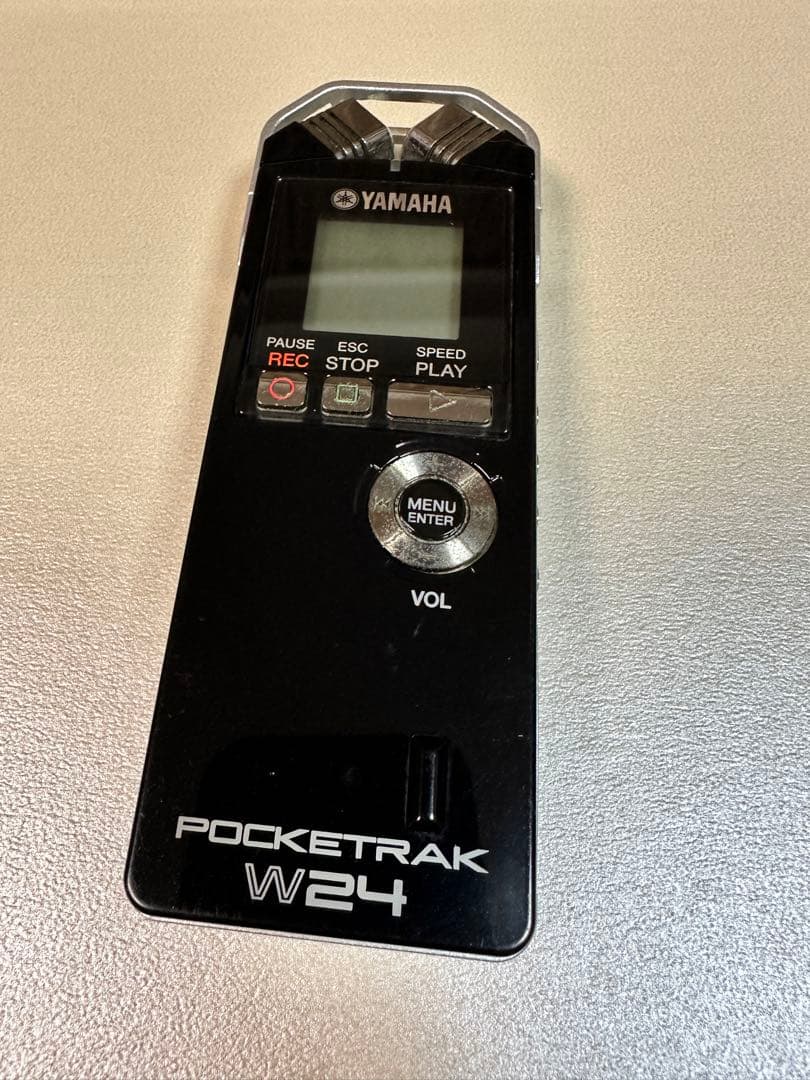 YAMAHA
PAUSE ESC SPEED
REC STOP PLAY
MENU
ENTER
VOL
POCKETRAK
W24